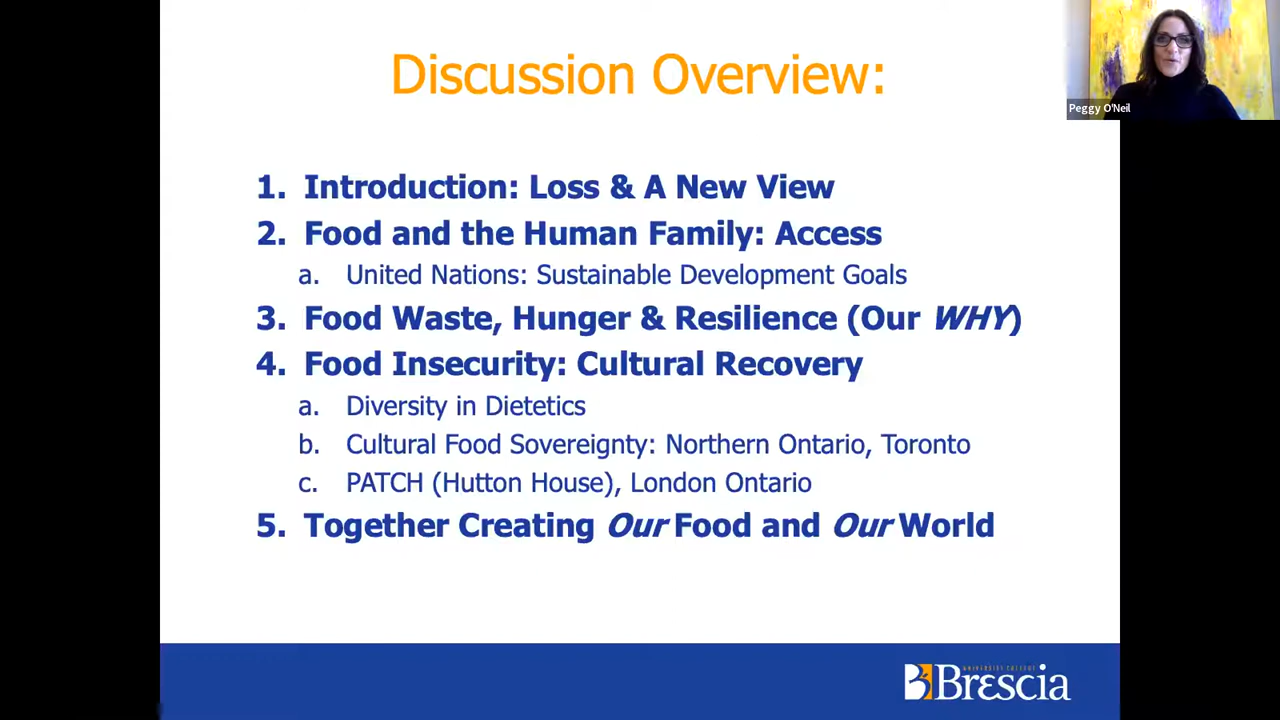 Discussion Overview:
Peggy O'Neil
1. Introduction: Loss & A New View
2. Food and the Human Family: Access
a. United Nations: Sustainable Development Goals
3. Food Waste, Hunger & Resilience (Our WHY)
4. Food Insecurity: Cultural Recovery
a. Diversity in Dietetics
b. Cultural Food Sovereignty: Northern Ontario, Toronto
c. PATCH (Hutton House), London Ontario
5. Together Creating Our Food and Our World
UNIVERSITY COLLEGE
Brescia